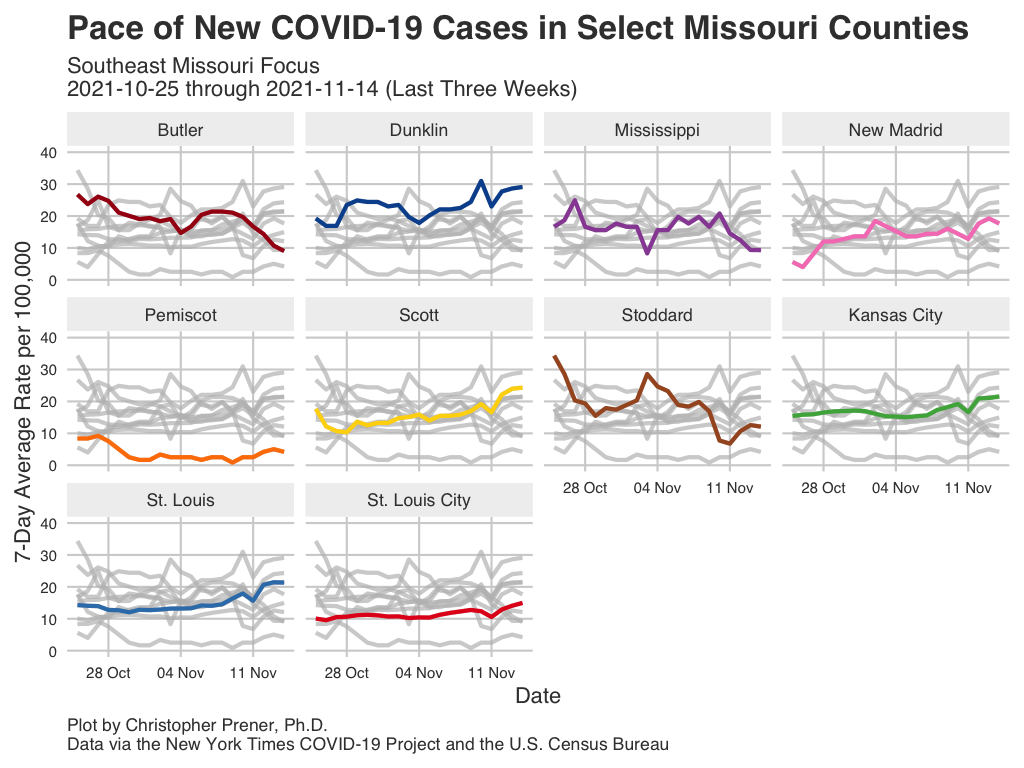 Pace of New COVID-19 Cases in Select Missouri Counties
Southeast Missouri Focus
2021-10-25 through 2021-11-14 (Last Three Weeks)
Butler
Dunklin
Mississippi
New Madrid
40
30
20
10
0
Pemiscot
Scott
Stoddard
Kansas City
40
30
20
10
0
28 Oct
04 Nov
11 Nov
28 Oct
04 Nov
11 Nov
St. Louis
St. Louis City
40
30
20
10
0
28 Oct
04 Nov
11 Nov
28 Oct
04 Nov
11 Nov
7-Day Average Rate per 100,000
Date
Plot by Christopher Prener, Ph.D.
Data via the New York Times COVID-19 Project and the U.S. Census Bureau